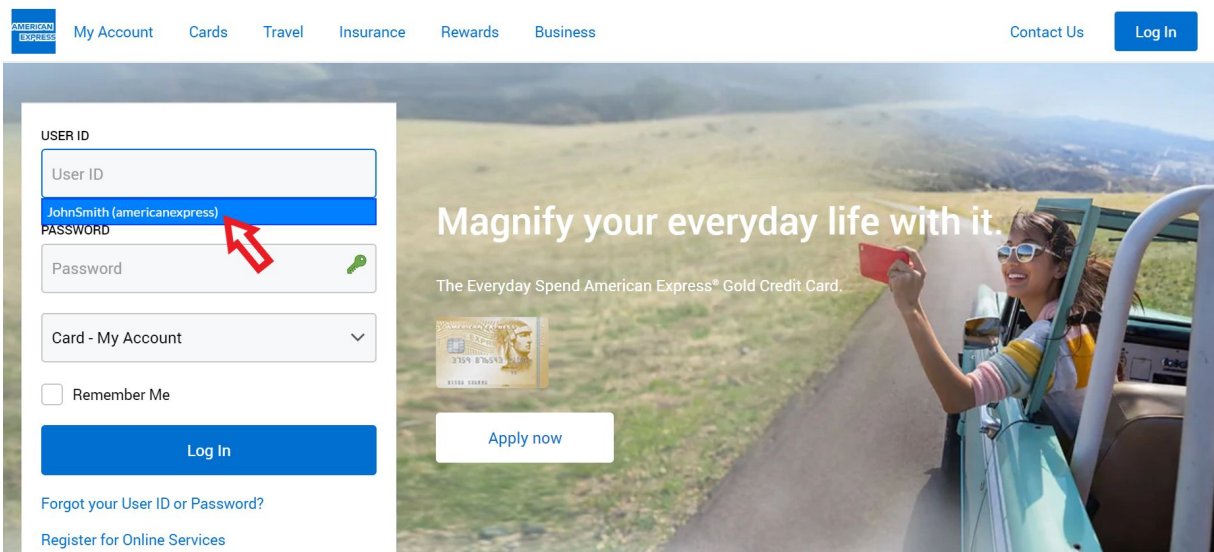 AMERICAN
EXPRESS
My Account
Cards
Travel
Insurance
Rewards
Business
Contact Us
Log In
USER ID
User ID
JohnSmith (americanexpress)
PASSWORD
Password
Card - My Account
Remember Me
Log In
Forgot your User ID or Password?
Register for Online Services
Magnify your everyday life with it.
The Everyday Spend American Express® Gold Credit Card.
Apply now